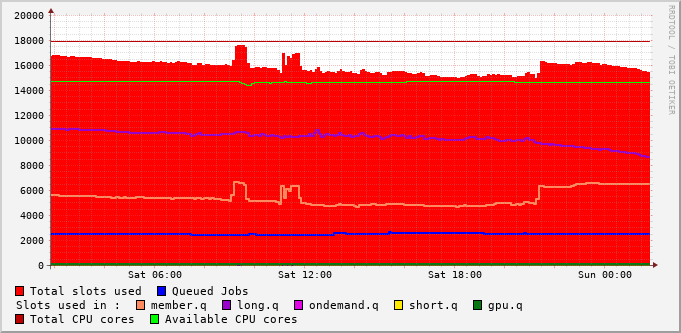 20000
18000
16000
14000
12000
10000
8000
6000
4000
2000
0
Sat 06:00 Sat 12:00 Sat 18:00 Sun 00:00
RRDTOOL / TOBI OETIKER
Total slots used Queued Jobs
Slots used in : member.q long.q ondemand.q short.q gpu.q
Total CPU cores Available CPU cores